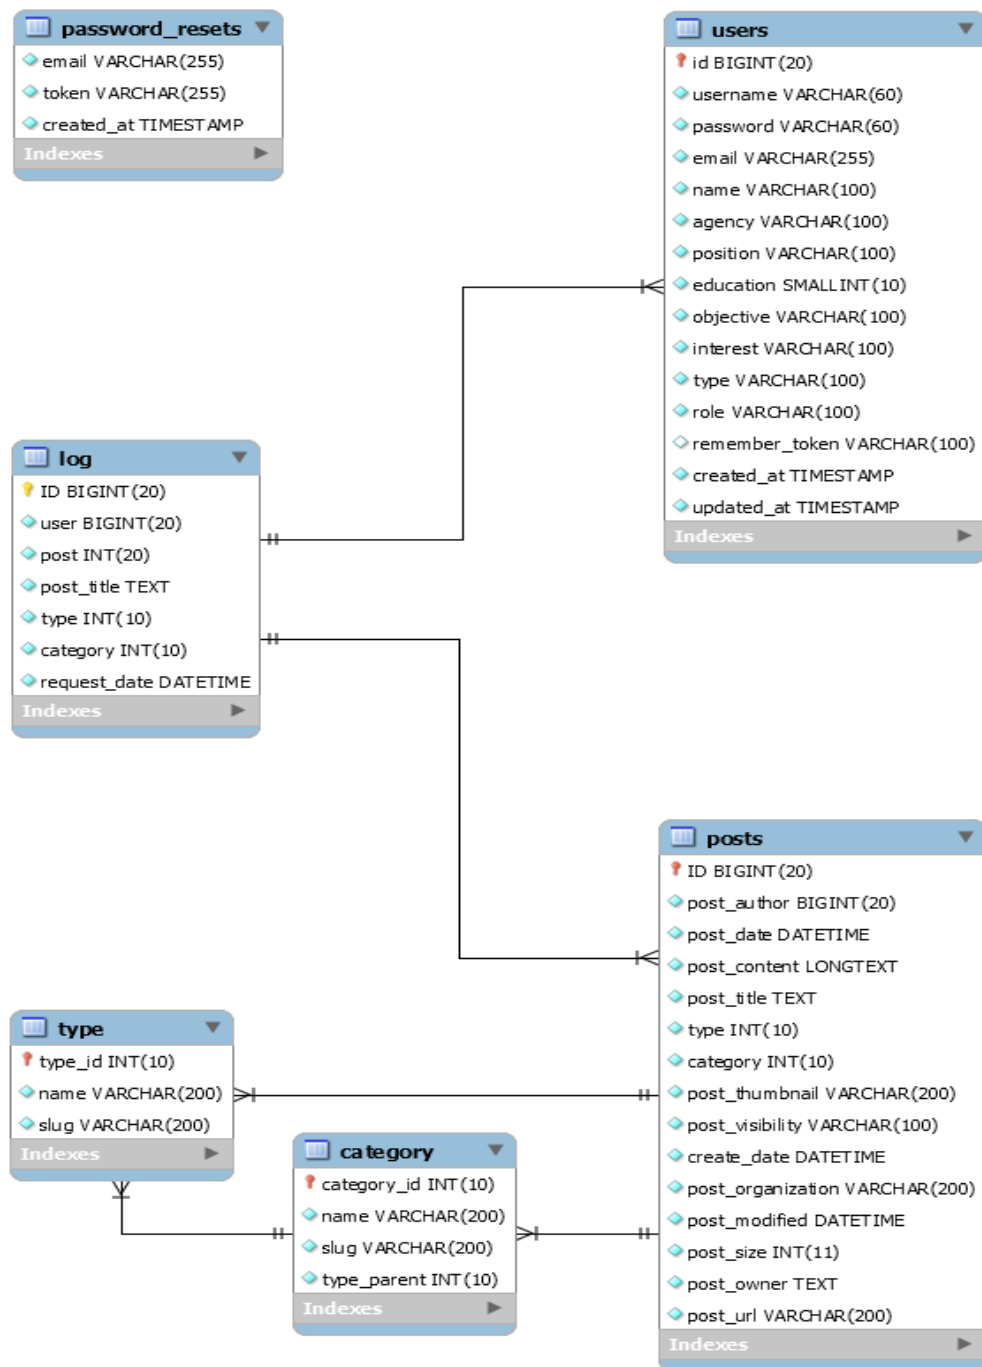 password_resets
email VARCHAR(255)
token VARCHAR(255)
created_at TIMESTAMP
Indexes
users
id BIGINT(20)
username VARCHAR(60)
password VARCHAR(60)
email VARCHAR(255)
name VARCHAR(100)
agency VARCHAR(100)
position VARCHAR(100)
education SMALLINT(10)
objective VARCHAR(100)
interest VARCHAR(100)
type VARCHAR(100)
role VARCHAR(100)
remember_token VARCHAR(100)
created_at TIMESTAMP
updated_at TIMESTAMP
Indexes
log
ID BIGINT(20)
user BIGINT(20)
post INT(20)
post_title TEXT
type INT(10)
category INT(10)
request_date DATETIME
Indexes
posts
ID BIGINT(20)
post_author BIGINT(20)
post_date DATETIME
post_content LONGTEXT
post_title TEXT
type INT(10)
category INT(10)
post_thumbnail VARCHAR(200)
post_visibility VARCHAR(100)
create_date DATETIME
post_organization VARCHAR(200)
post_modified DATETIME
post_size INT(11)
post_owner TEXT
post_url VARCHAR(200)
Indexes
type
type_id INT(10)
name VARCHAR(200)
slug VARCHAR(200)
Indexes
category
category_id INT(10)
name VARCHAR(200)
slug VARCHAR(200)
type_parent INT(10)
Indexes